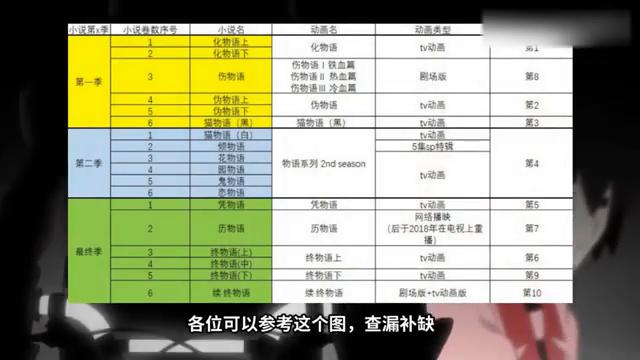 小说第x季 小说卷数序号 小说名 动画名 动画类型
第一季 1 化物语上 化物语 tv动画 第1
2 化物语下
3 伤物语 伤物语 I 铁血篇 剧场版 第8
伤物语 II 热血篇
伤物语 III 冷血篇
4 伪物语上 伪物语 tv动画 第2
5 伪物语下
6 猫物语（黑） 猫物语（黑） tv动画 第3
第二季 1 猫物语（白） 物语系列 2nd season tv动画 第4
2 倾物语 5集sp特辑
3 花物语 tv动画
4 囮物语
5 鬼物语
6 恋物语
最终季 1 凭物语 凭物语 tv动画 第5
2 历物语 历物语 网络播映 第7
(后于2018年在电视上重
播)
3 终物语(上) 终物语上 tv动画 第6
4 终物语(中)
5 终物语(下) 终物语下 tv动画 第9
6 续·终物语 续·终物语 剧场版+tv动画版 第10
各位可以参考这个图，查漏补缺